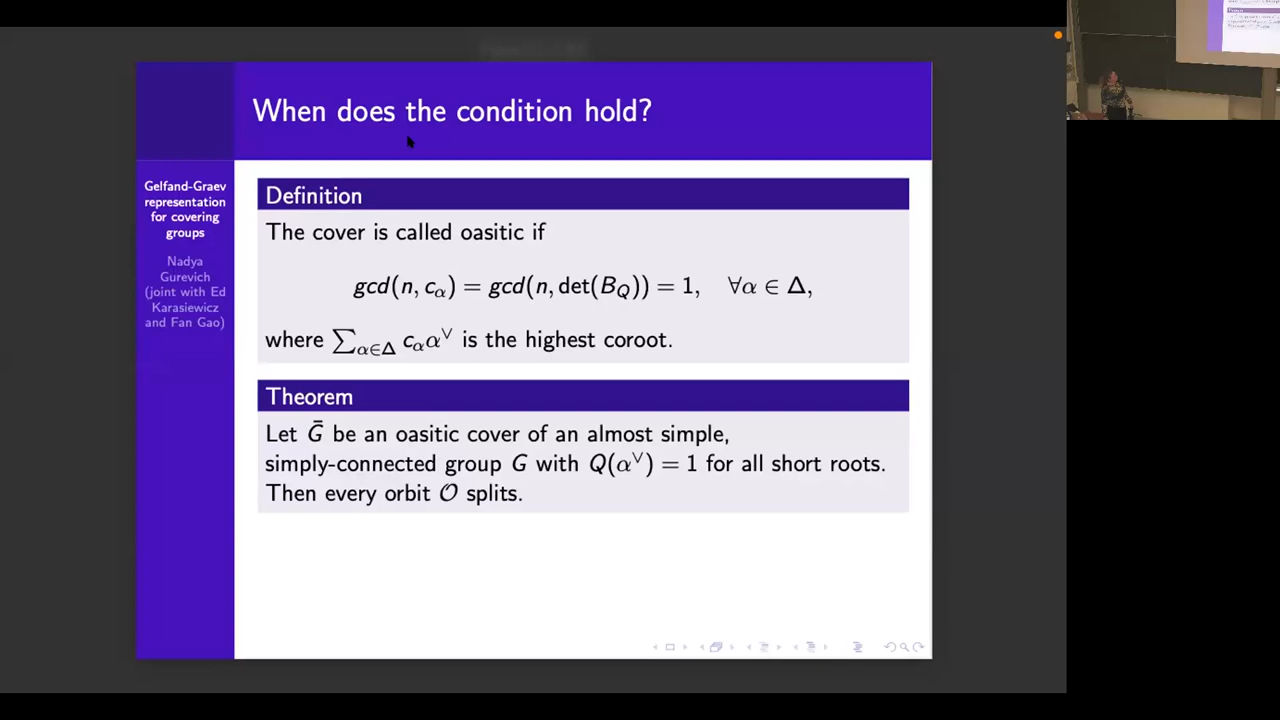 When does the condition hold?
Gelfand-Graev
representation
for covering
groups
Nadya
Gurevich
(joint with Ed
Karasiewicz
and Fan Gao)
Definition
The cover is called oasitic if
gcd(n, c_α) = gcd(n, det(B_Q)) = 1, ∀α ∈ Δ,
where ∑_{α∈Δ} c_α α^∨ is the highest coroot.
Theorem
Let Ḡ be an oasitic cover of an almost simple,
simply-connected group G with Q(α^∨) = 1 for all short roots.
Then every orbit 𝒪 splits.